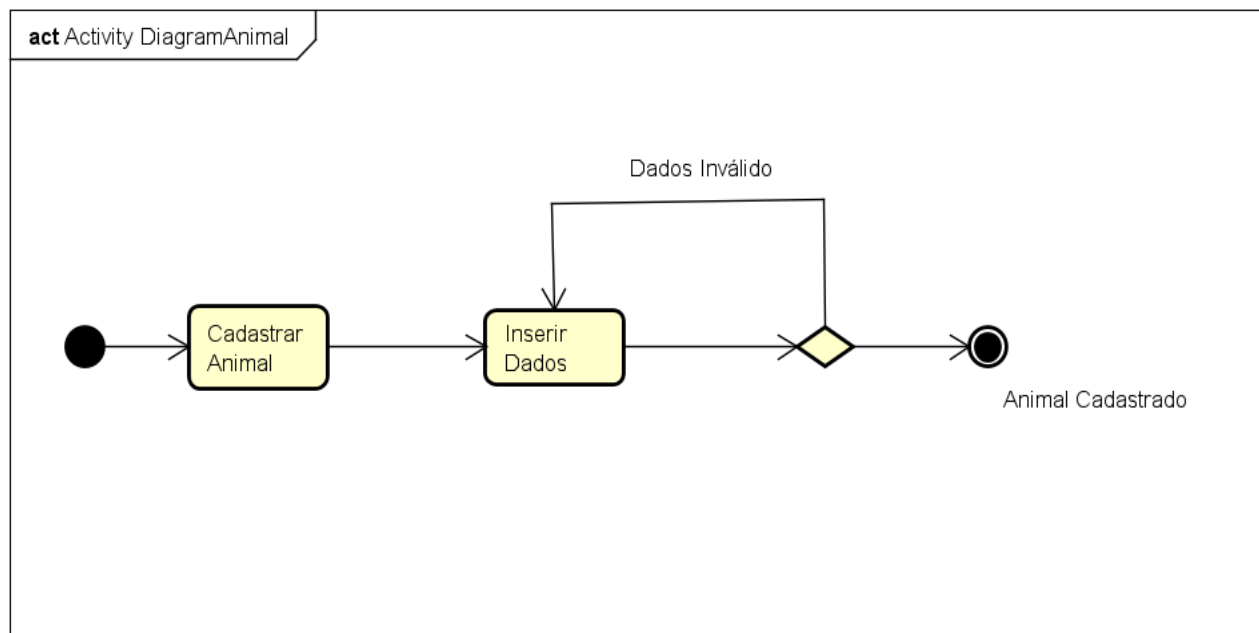 act Activity DiagramAnimal
Dados Inválido
Cadastrar
Animal
Inserir
Dados
Animal Cadastrado